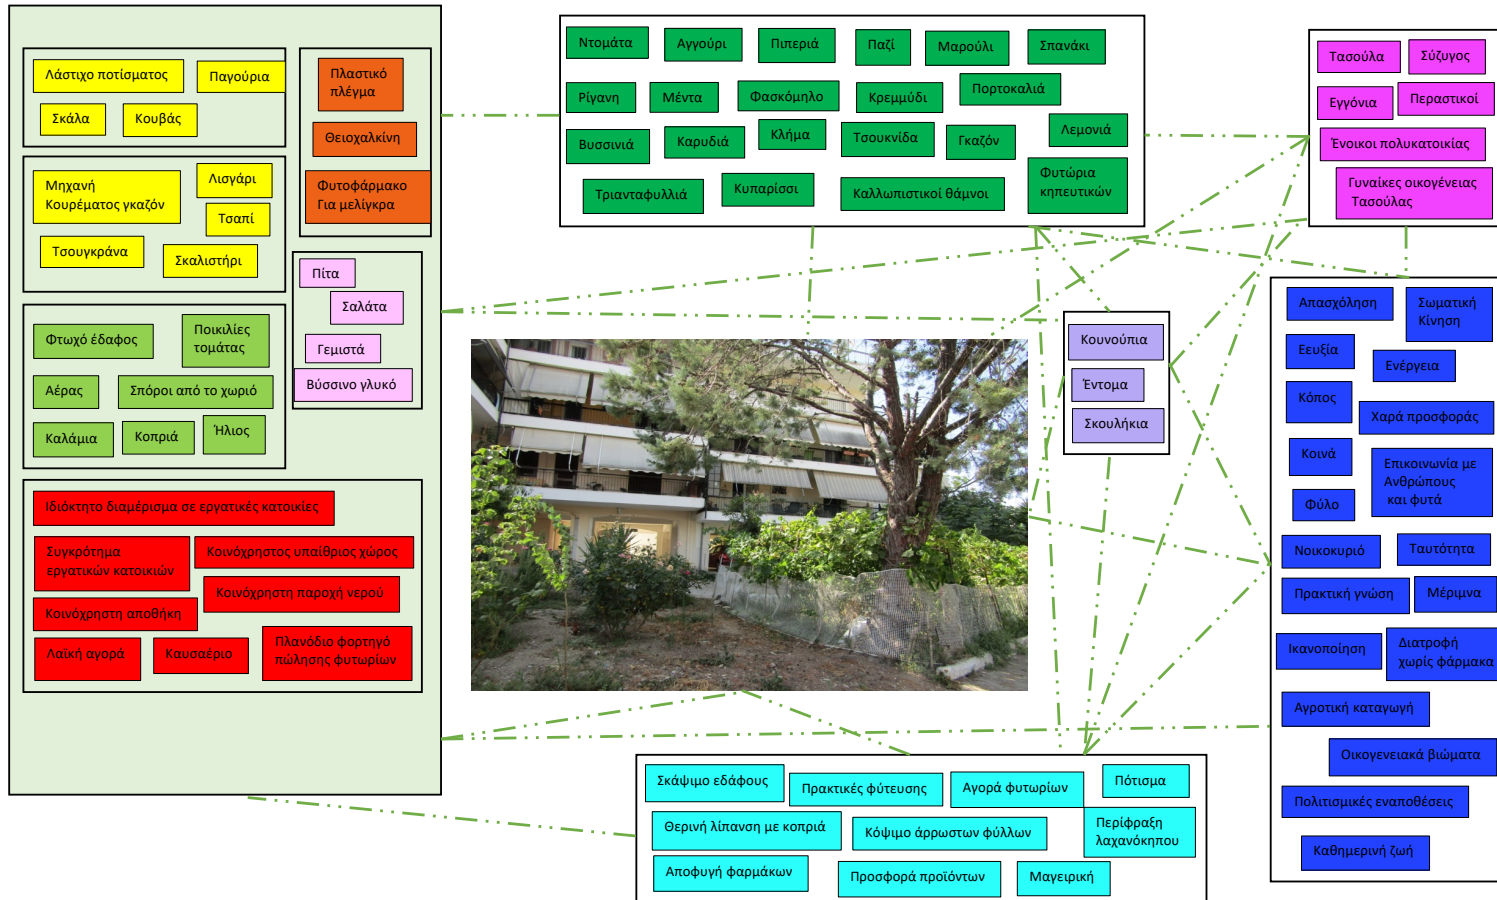 Λάστιχο ποτίσματος
Παγούρια
Σκάλα
Κουβάς
Μηχανή
Κουρέματος γκαζόν
Λισγάρι
Τσαπί
Τσουγκράνα
Σκαλιστήρι
Φτωχό έδαφος
Ποικιλίες
τομάτας
Αέρας
Σπόροι από το χωριό
Καλάμια
Κοπριά
Ήλιος
Πλαστικό
πλέγμα
Θειοχαλκίνη
Φυτοφάρμακο
Για μελίγκρα
Πίτα
Σαλάτα
Γεμιστά
Βύσσινο γλυκό
Ιδιόκτητο διαμέρισμα σε εργατικές κατοικίες
Συγκρότημα
εργατικών κατοικιών
Κοινόχρηστος υπαίθριος χώρος
Κοινόχρηστη παροχή νερού
Κοινόχρηστη αποθήκη
Λαϊκή αγορά
Καυσαέριο
Πλανόδιο φορτηγό
πώλησης φυτωρίων
Ντομάτα
Αγγούρι
Πιπεριά
Παζί
Μαρούλι
Σπανάκι
Ρίγανη
Μέντα
Φασκόμηλο
Κρεμμύδι
Πορτοκαλιά
Βυσσινιά
Καρυδιά
Κλήμα
Τσουκνίδα
Γκαζόν
Λεμονιά
Τριανταφυλλιά
Κυπαρίσσι
Καλλωπιστικοί θάμνοι
Φυτώρια
κηπευτικών
Τασούλα
Σύζυγος
Εγγόνια
Περαστικοί
Ένοικοι πολυκατοικίας
Γυναίκες οικογένειας
Τασούλας
Κουνούπια
Έντομα
Σκουλήκια
Απασχόληση
Σωματική
Κίνηση
Εευξία
Ενέργεια
Κόπος
Χαρά προσφοράς
Κοινά
Επικοινωνία με
Ανθρώπους
και φυτά
Φύλο
Νοικοκυριό
Ταυτότητα
Πρακτική γνώση
Μέριμνα
Ικανοποίηση
Διατροφή
χωρίς φάρμακα
Αγροτική καταγωγή
Οικογενειακά βιώματα
Πολιτισμικές εναποθέσεις
Καθημερινή ζωή
Σκάψιμο εδάφους
Πρακτικές φύτευσης
Αγορά φυτωρίων
Πότισμα
Θερινή λίπανση με κοπριά
Κόψιμο άρρωστων φύλλων
Περίφραξη
λαχανόκηπου
Αποφυγή φαρμάκων
Προσφορά προϊόντων
Μαγειρική